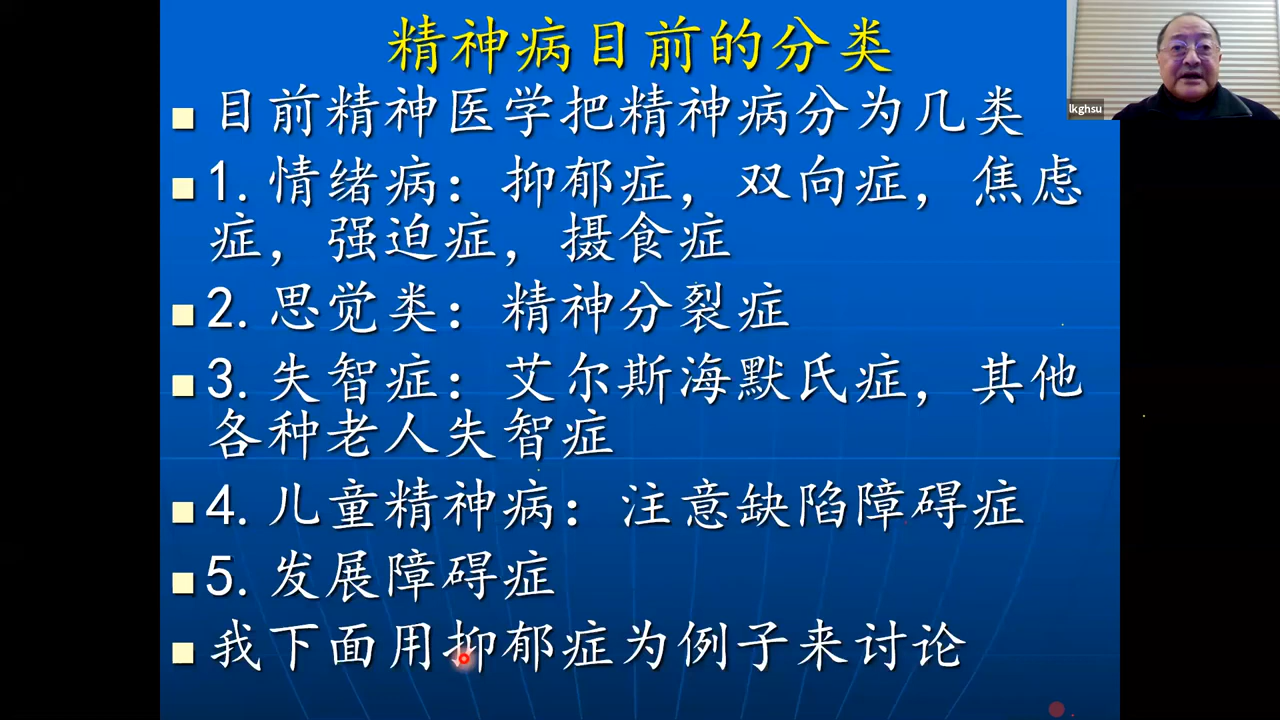 精神病目前的分类
目前精神医学把精神病分为几类
1. 情绪病：抑郁症，双向症，焦虑
症，强迫症，摄食症
2. 思觉类：精神分裂症
3. 失智症：艾尔斯海默氏症，其他
各种老人失智症
4. 儿童精神病：注意缺陷障碍症
5. 发展障碍症
我下面用抑郁症为例子来讨论
lkghsu